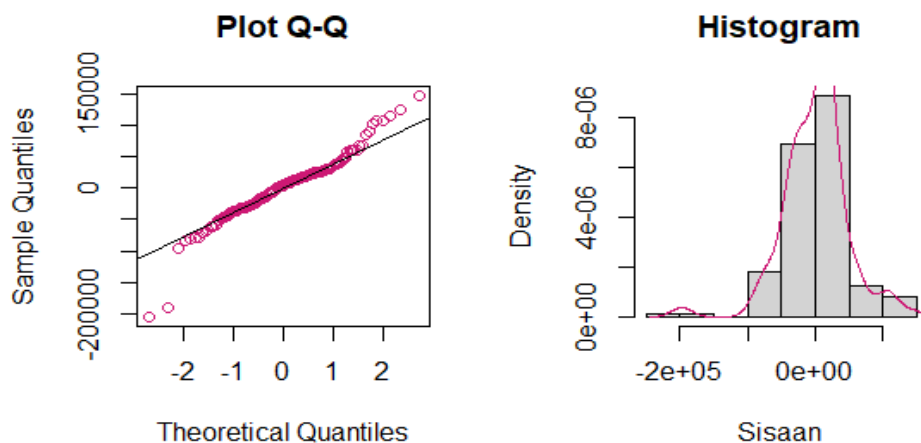 Plot Q-Q
Sample Quantiles
-200000
0
150000
-2
-1
0
1
2
Theoretical Quantiles
Histogram
Density
0e+00
4e-06
8e-06
-2e+05
0e+00
Sisaan